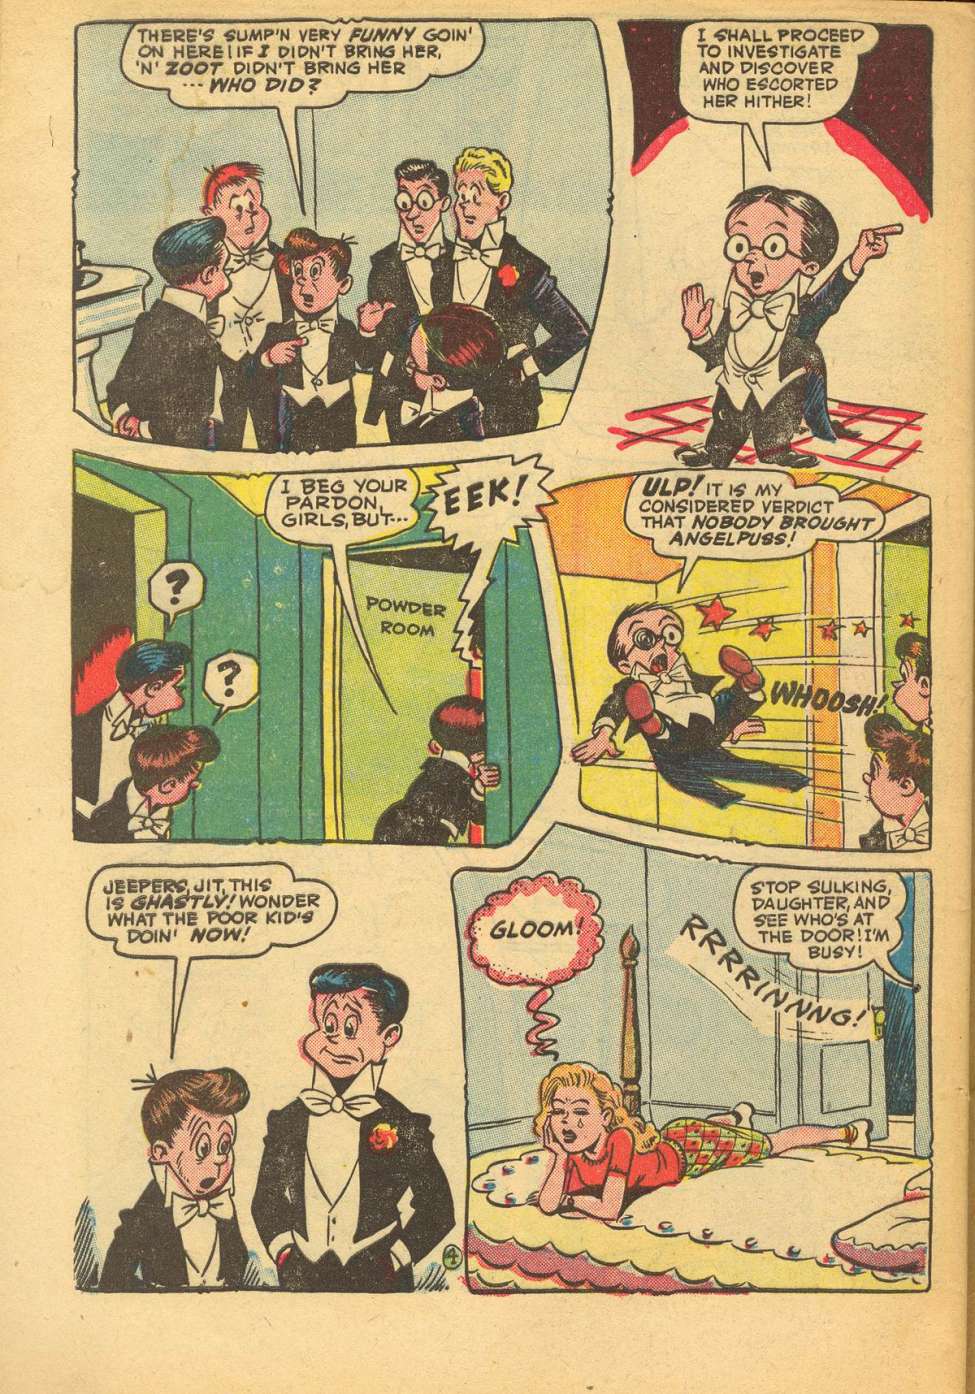 THERE'S SUMP'N VERY FUNNY GOIN'
ON HERE! IF I DIDN'T BRING HER,
'N' ZOOT DIDN'T BRING HER
... WHO DID?
I SHALL PROCEED
TO INVESTIGATE
AND DISCOVER
WHO ESCORTED
HER HITHER!
I BEG YOUR
PARDON,
GIRLS, BUT...
EEK!
?
?
POWDER
ROOM
ULP! IT IS MY
CONSIDERED VERDICT
THAT NOBODY BROUGHT
ANGELPUSS!
WHOOSH!
JEEPERS, JIT, THIS
IS GHASTLY! WONDER
WHAT THE POOR KID'S
DOIN' NOW!
4
GLOOM!
RRRRINNNG!
STOP SULKING,
DAUGHTER, AND
SEE WHO'S AT
THE DOOR! I'M
BUSY!